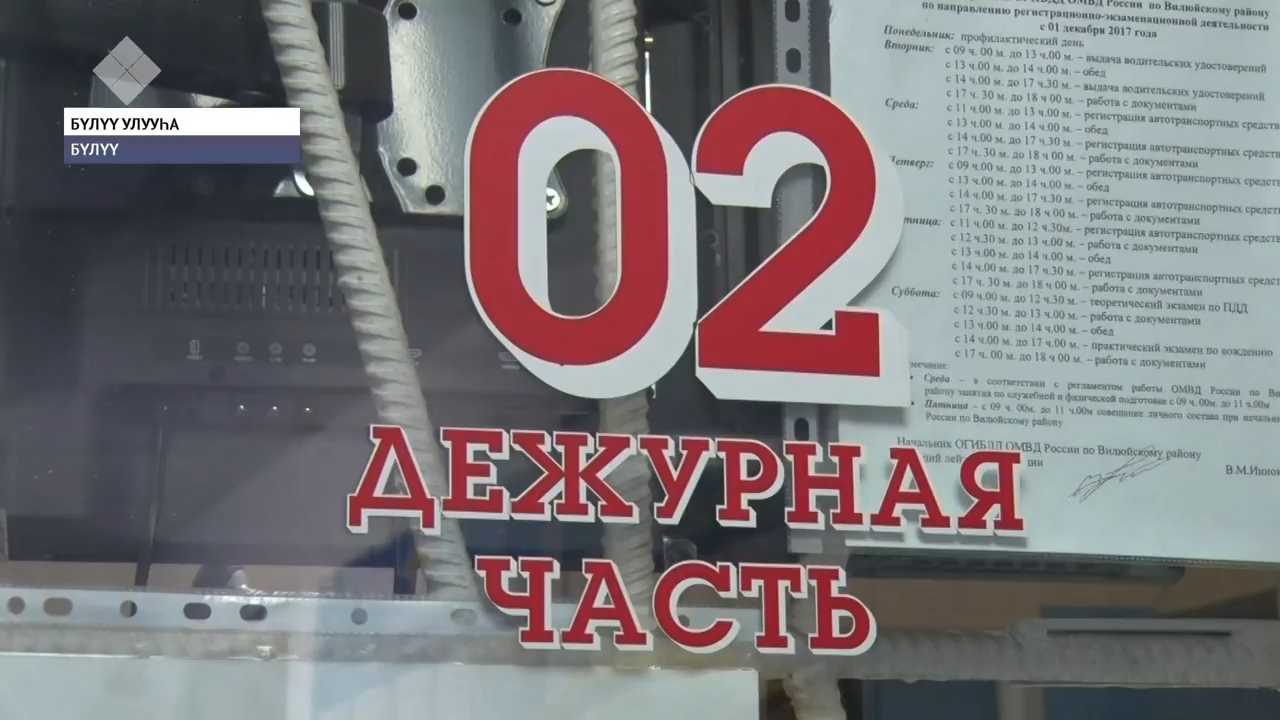 БҮЛҮҮ УЛУУҺА
БҮЛҮҮ
02
ДЕЖУРНАЯ
ЧАСТЬ
ОМВД России по Вилюйскому району
по направлению регистрационно-экзаменационной деятельности
с 01 декабря 2017 года
Понедельник: профилактический день
Вторник: с 09 ч. 00 м. до 13 ч.00 м. – выдача водительских удостоверений
с 13 ч.00 м. до 14 ч.00 м. – обед
с 14 ч.00 м. до 17 ч.30 м. – выдача водительских удостоверений
с 17 ч. 30 м. до 18 ч 00 м. – работа с документами
Среда: с 11 ч.00 м. до 13 ч.00 м. – регистрация автотранспортных
с 13 ч.00 м. до 14 ч.00 м. – обед
с 14 ч.00 м. до 17 ч.30 м. – регистрация автотранспортных
с 17 ч. 30 м. до 18 ч 00 м. – работа с документами
с 09 ч.00 м. до 13 ч.00 м. – регистрация автотранспортных
с 13 ч.00 м. до 14 ч.00 м. – обед
с 14 ч.00 м. до 17 ч.30 м. – регистрация автотранспортных
с 17 ч. 30 м. до 18 ч 00 м. – работа с документами
с 11 ч.00 м. до 12 ч.30м. – регистрация автотранспортных
с 12 ч.30 м. до 13 ч.00 м. – работа с документами
с 13 ч.00 м. до 14 ч.00 м. – обед
с 14 ч.00 м. до 17 ч.30 м. – регистрация автотранспортных
с 17 ч. 30 м. до 18 ч 00 м. – работа с документами
Суббота: с 09 ч.00 м. до 12 ч.30 м. – теоретический экзамен по ПДД
с 12 ч.30 м. до 13 ч.00 м. – работа с документами
с 13 ч.00 м. до 14 ч.00 м. – обед
с 14 ч.00 м. до 17 ч.00 м. – практический экзамен по вождению
с 17 ч. 00 м. до 18 ч.00 м. – работа с документами
• Среда – в соответствии с регламентом работы ОМВД России по
району занятия по служебной и физической подготовке с 09 ч. 00м. до 11 ч.00м
• Пятница – с 09 ч. 00м. до 11 ч.00м совещание личного состава при
России по Вилюйскому району
Начальник ОГИБДД ОМВД России по Вилюйскому району